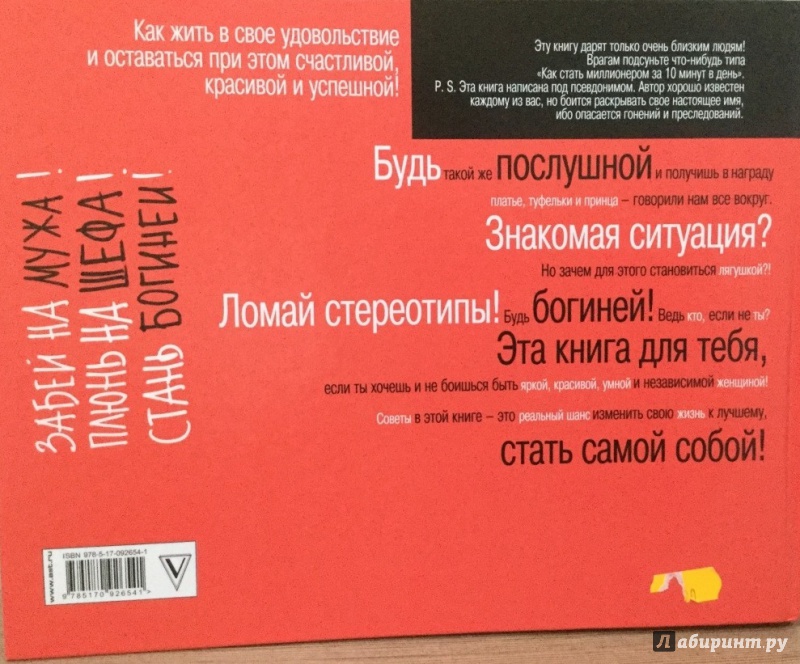 Как жить в свое удовольствие
и оставаться при этом счастливой,
красивой и успешной!
Эту книгу дарят только очень близким людям!
Врагам подсуньте что-нибудь типа
«Как стать миллионером за 10 минут в день».
P. S. Эта книга написана под псевдонимом. Автор хорошо известен
каждому из вас, но боится раскрывать свое настоящее имя,
ибо опасается гонений и преследований.
Будь такой же послушной и получишь в награду
платье, туфельки и принца – говорили нам все вокруг.
Знакомая ситуация?
Но зачем для этого становиться лягушкой?!
Ломай стереотипы! Будь богиней! Ведь кто, если не ты?
Эта книга для тебя,
если ты хочешь и не боишься быть яркой, красивой, умной и независимой женщиной!
Советы в этой книге – это реальный шанс изменить свою жизнь к лучшему,
стать самой собой!
ЗАБЕЙ НА МУЖА!
ПЛЮНЬ НА ШЕФА!
СТАНЬ БОГИНЕЙ!
ISBN 978-5-17-092654-1
www.ast.ru
9 785170 926541 >
Лабиринт.ру